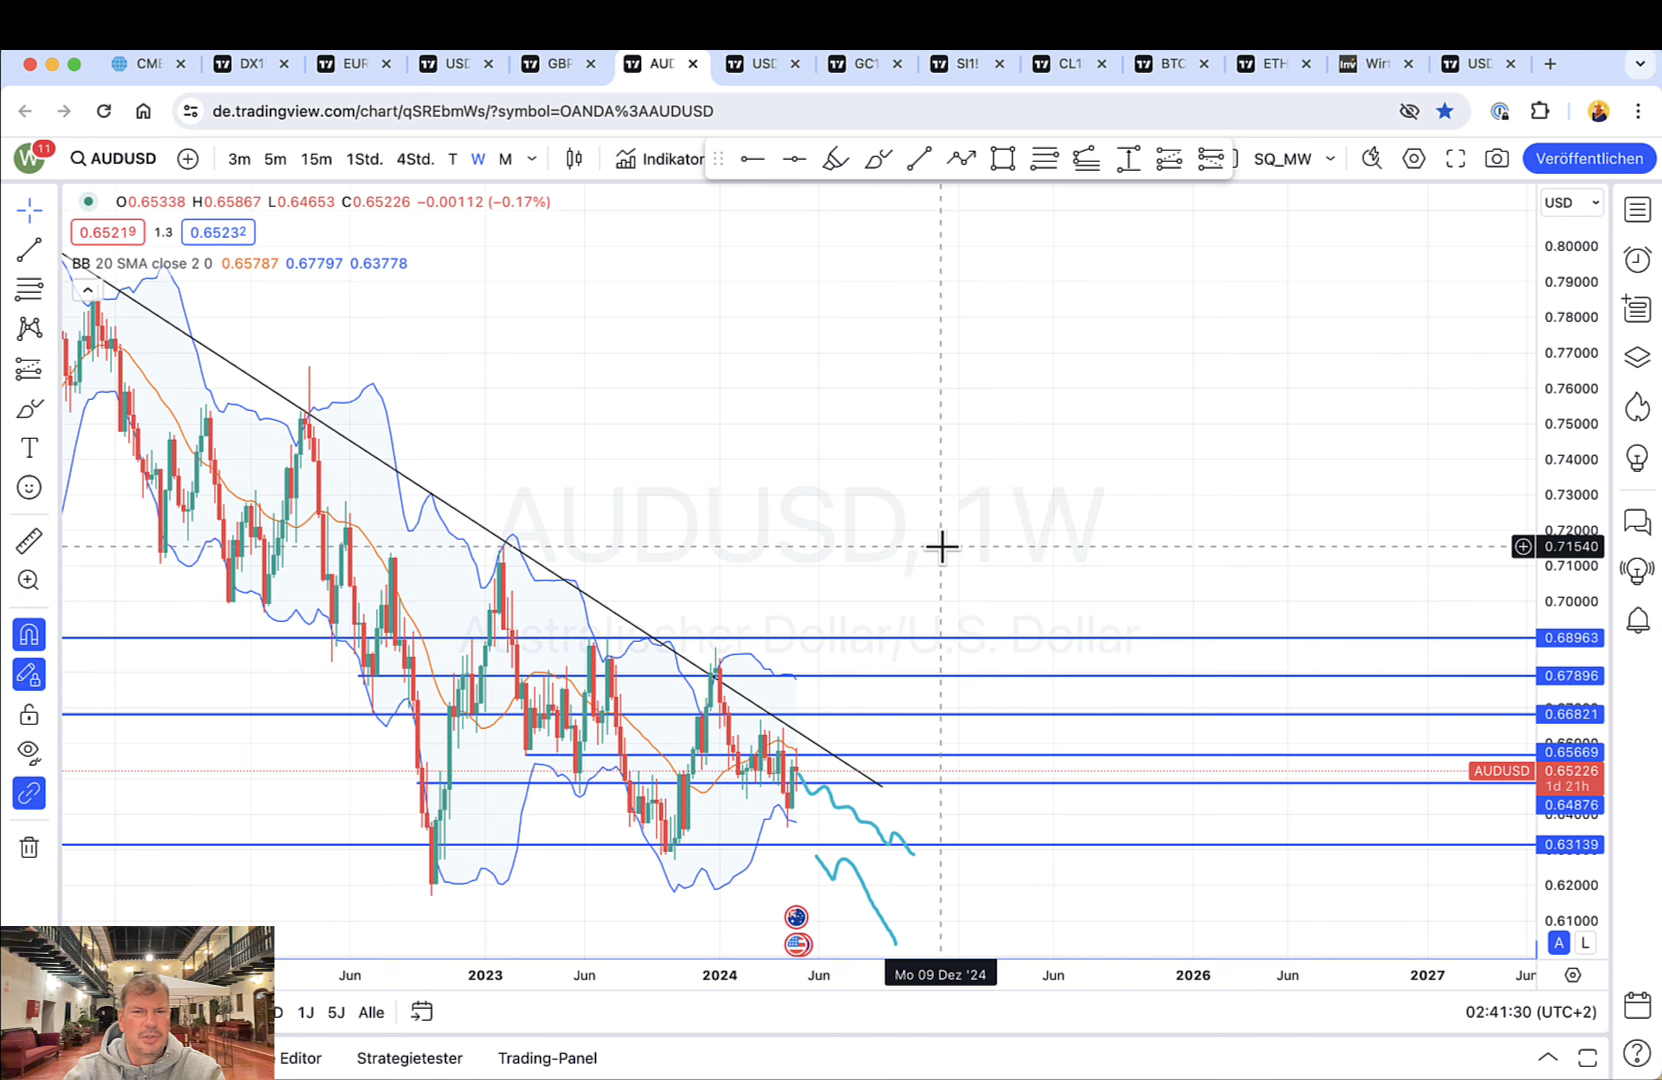 CME
DX1
EUR
USD
GBP
AUD
USD
GC1
SI1!
CL1
BTC
ETH
Inv Wir
USD
de.tradingview.com/chart/qSREbmWs/?symbol=OANDA%3AAUDUSD
W 11 AUDUSD 3m 5m 15m 1Std. 4Std. T W M Indikator SQ_MW Veröffentlichen
O0.65338 H0.65867 L0.64653 C0.65226 −0.00112 (−0.17%)
USD
0.65219 1.3 0.65232
BB 20 SMA close 2 0 0.65787 0.67797 0.63778
0.80000
0.79000
0.78000
0.77000
0.76000
0.75000
0.74000
0.73000
0.72000
0.71540
0.71000
0.70000
0.68963
0.67896
0.66821
0.65669
AUDUSD 0.65226
1d 21h
0.64876
0.63139
0.62000
0.61000
AUDUSD, 1W
Australischer Dollar/U.S. Dollar
A L
Jun 2023 Jun 2024 Jun Mo 09 Dez '24 Jun 2026 Jun 2027 Jun
1J 5J Alle 02:41:30 (UTC+2)
Editor Strategietester Trading-Panel